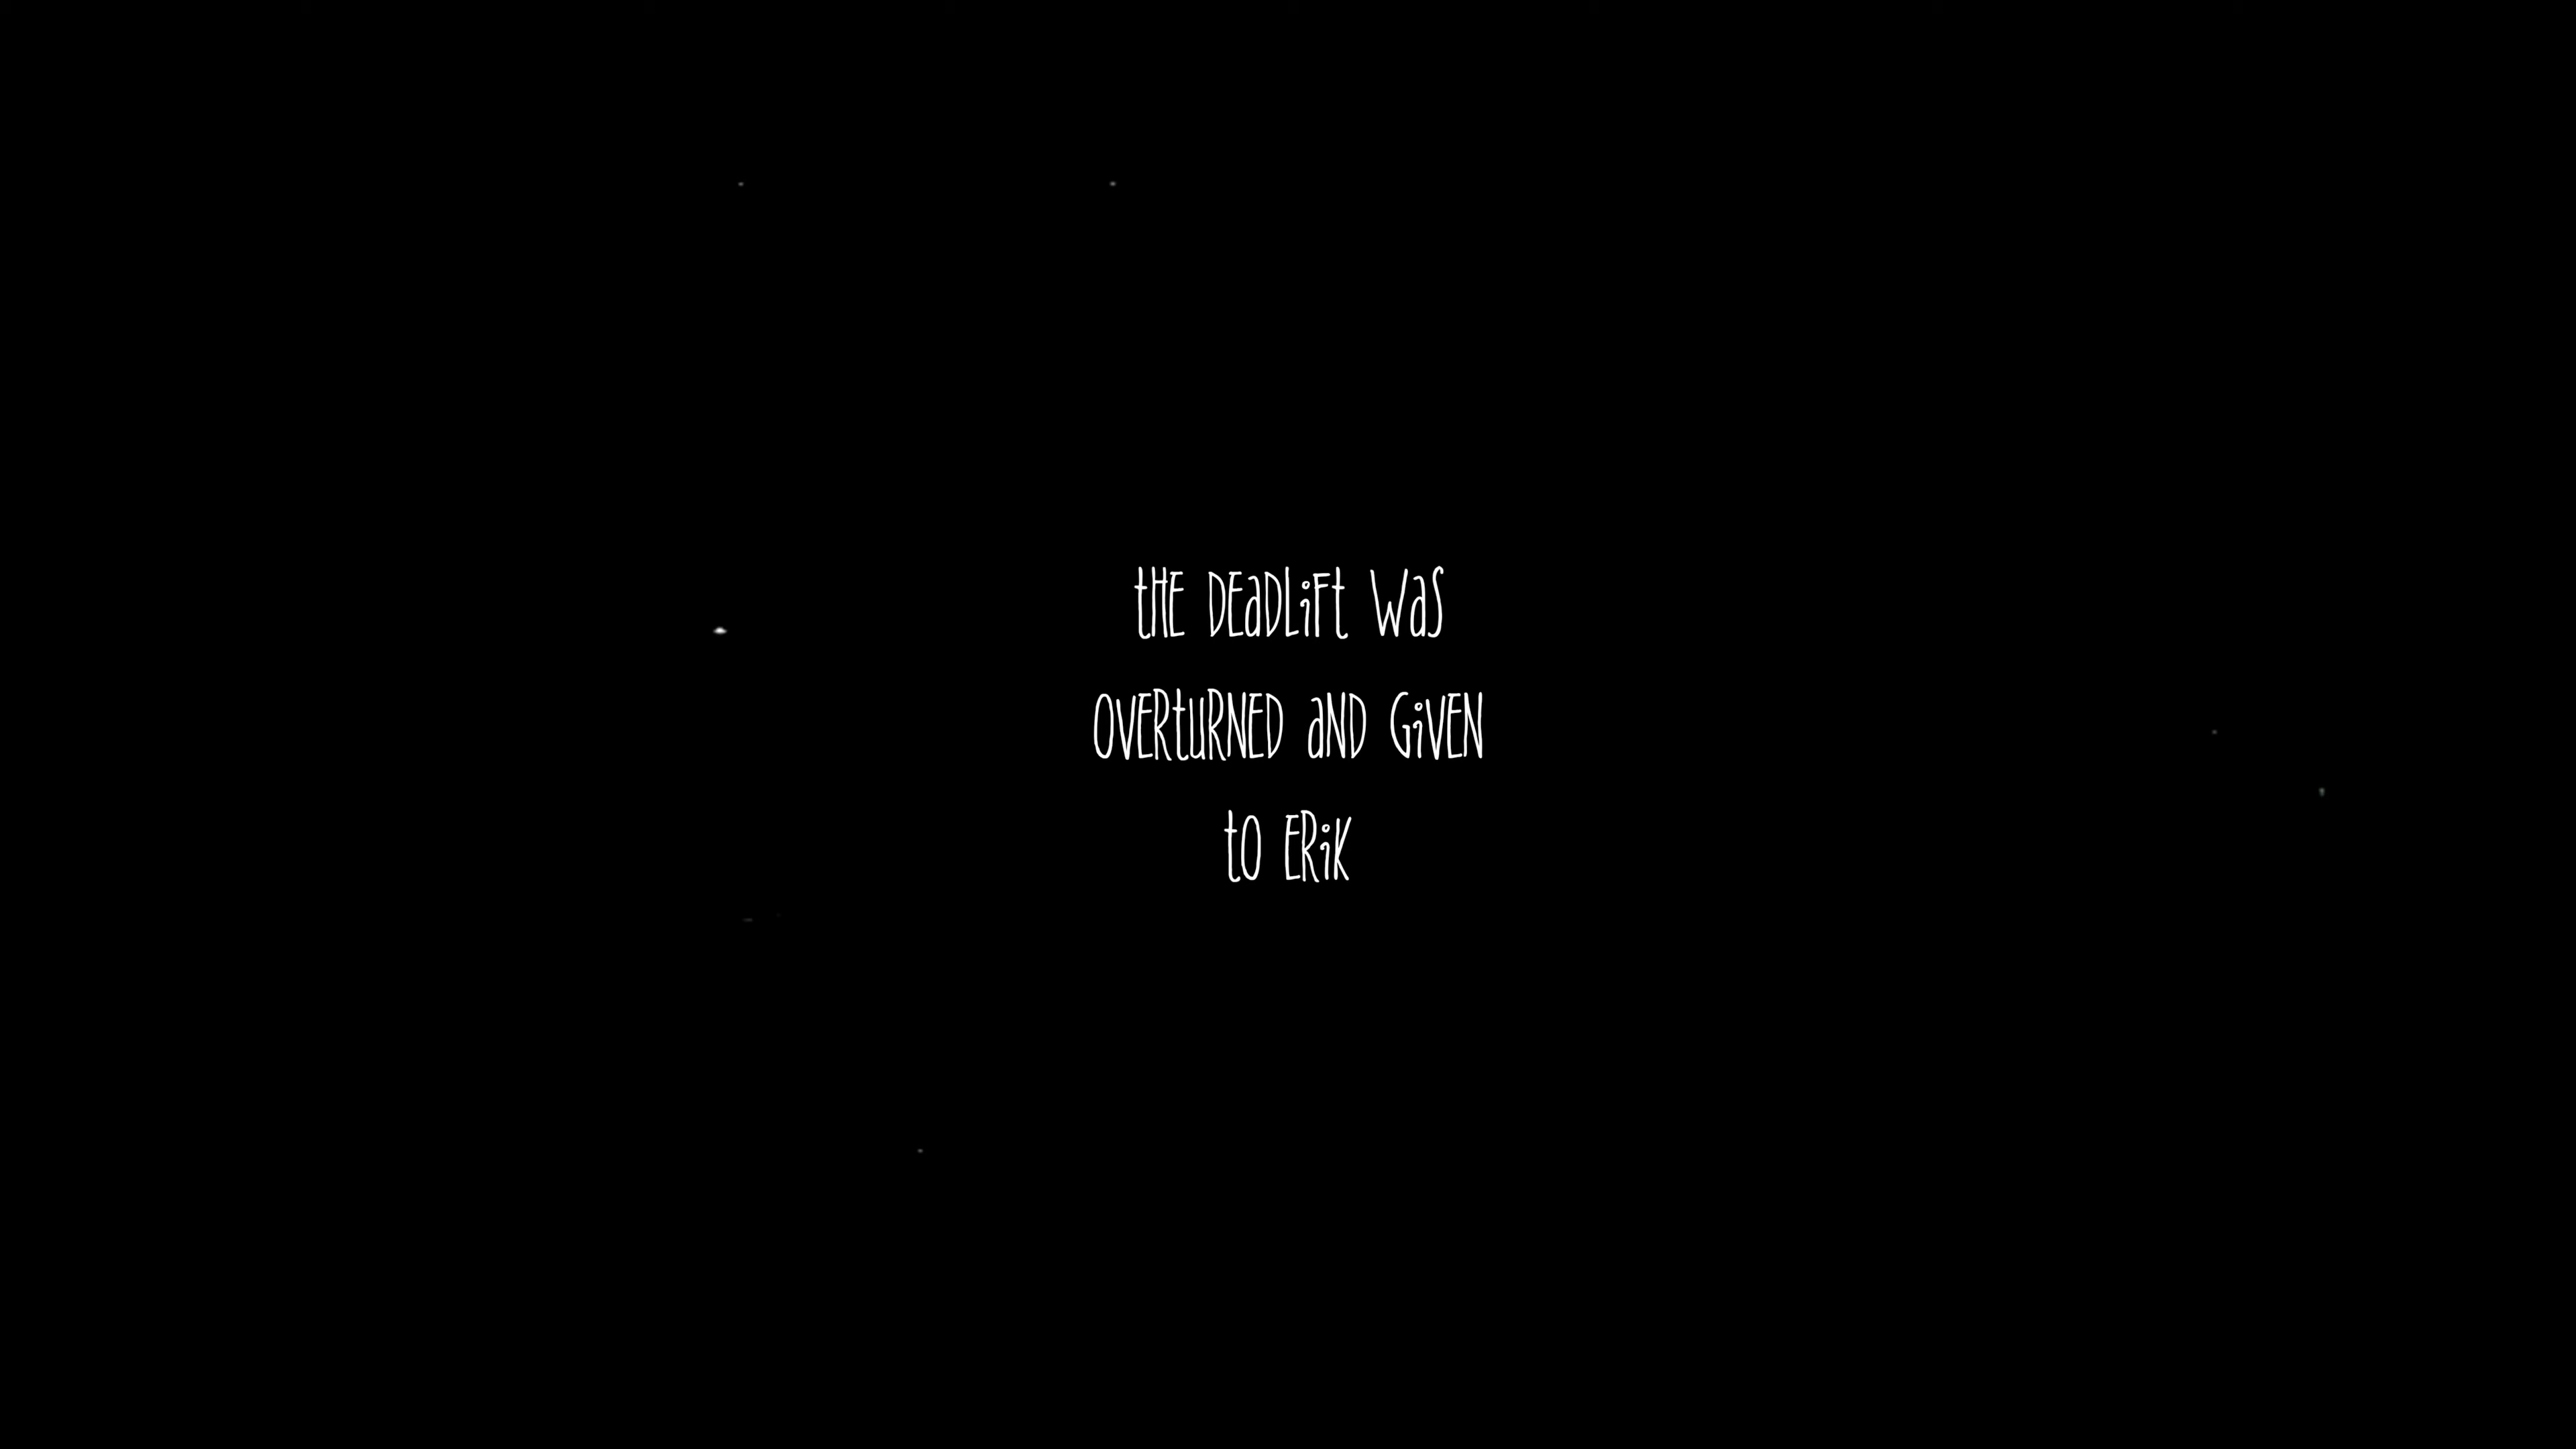 tHE DEaDLiFt WaS
OVERtuRNED aND GiVEN
tO ERiK